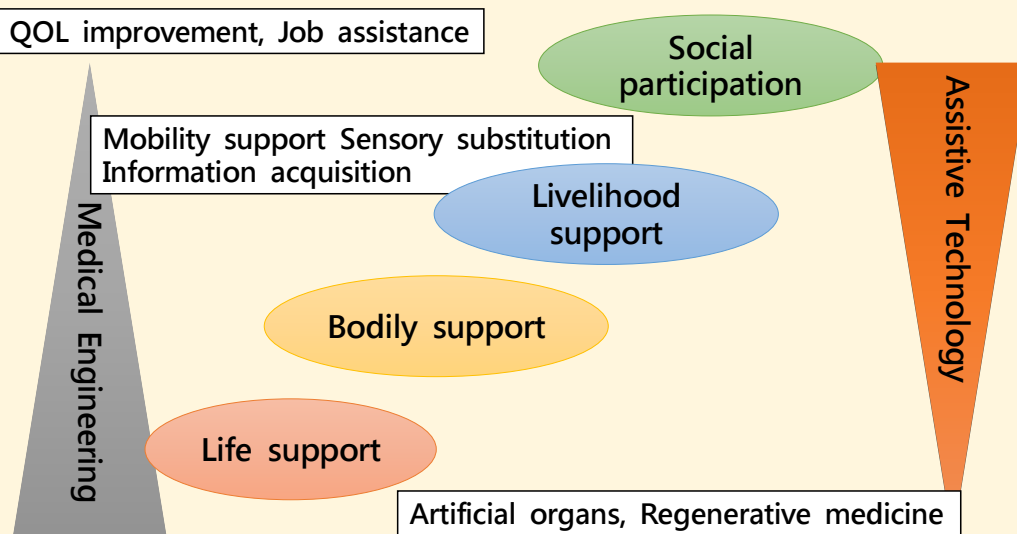 QOL improvement, Job assistance
Social
participation
Mobility support Sensory substitution
Information acquisition
Livelihood
support
Bodily support
Life support
Artificial organs, Regenerative medicine
Medical Engineering
Assistive Technology